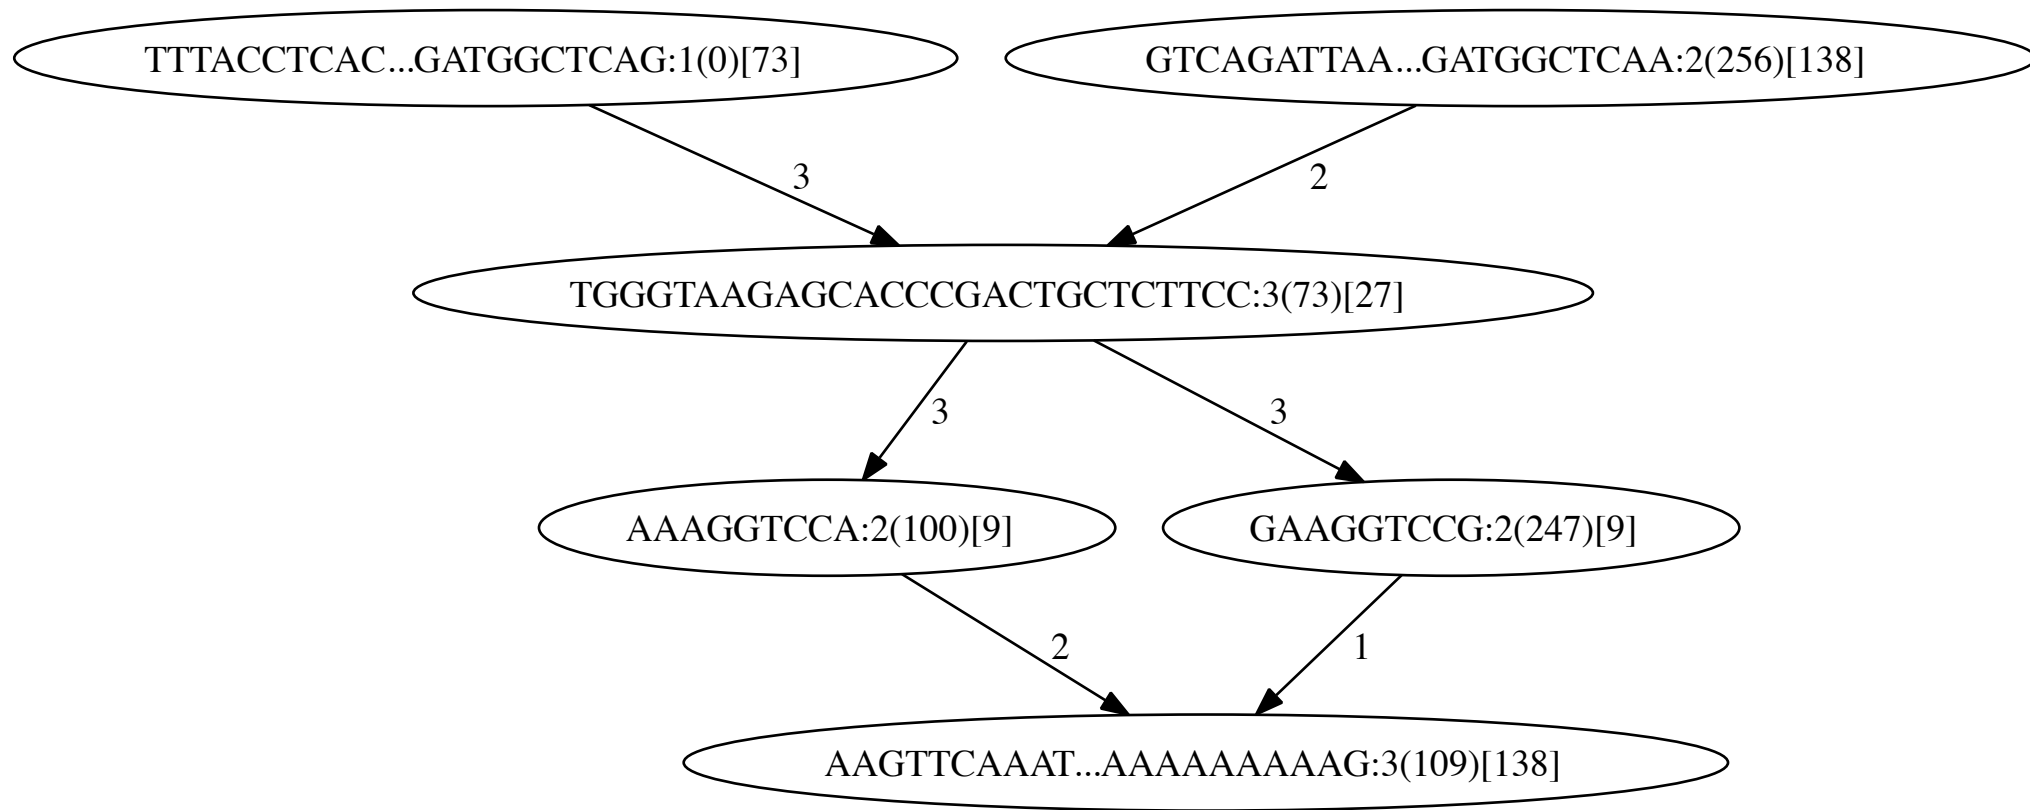 TTTACCTCAC...GATGGCTCAG:1(0)[73]
GTCAGATTAA...GATGGCTCAA:2(256)[138]
3
2
TGGGTAAGAGCACCCGACTGCTCTTCC:3(73)[27]
3
3
AAAGGTCCA:2(100)[9]
GAAGGTCCG:2(247)[9]
2
1
AAGTTCAAAT...AAAAAAAAAG:3(109)[138]